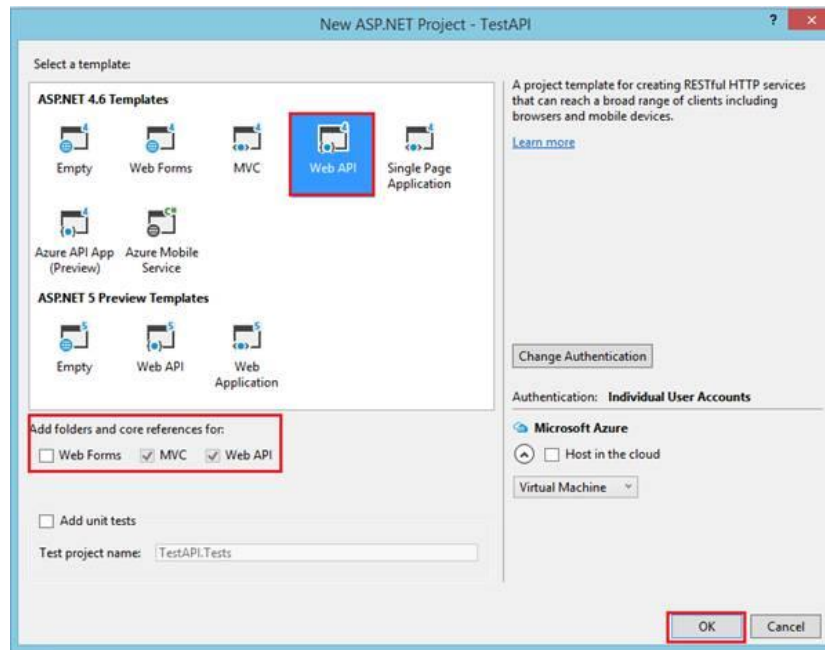 New ASP.NET Project - TestAPI
?
Select a template:
ASP.NET 4.6 Templates
Empty
Web Forms
MVC
Web API
Single Page
Application
Azure API App
(Preview)
Azure Mobile
Service
ASP.NET 5 Preview Templates
Empty
Web API
Web
Application
Add folders and core references for:
Web Forms
MVC
Web API
Add unit tests
Test project name:
TestAPI.Tests
A project template for creating RESTful HTTP services
that can reach a broad range of clients including
browsers and mobile devices.
Learn more
Change Authentication
Authentication: Individual User Accounts
Microsoft Azure
Host in the cloud
Virtual Machine
OK
Cancel